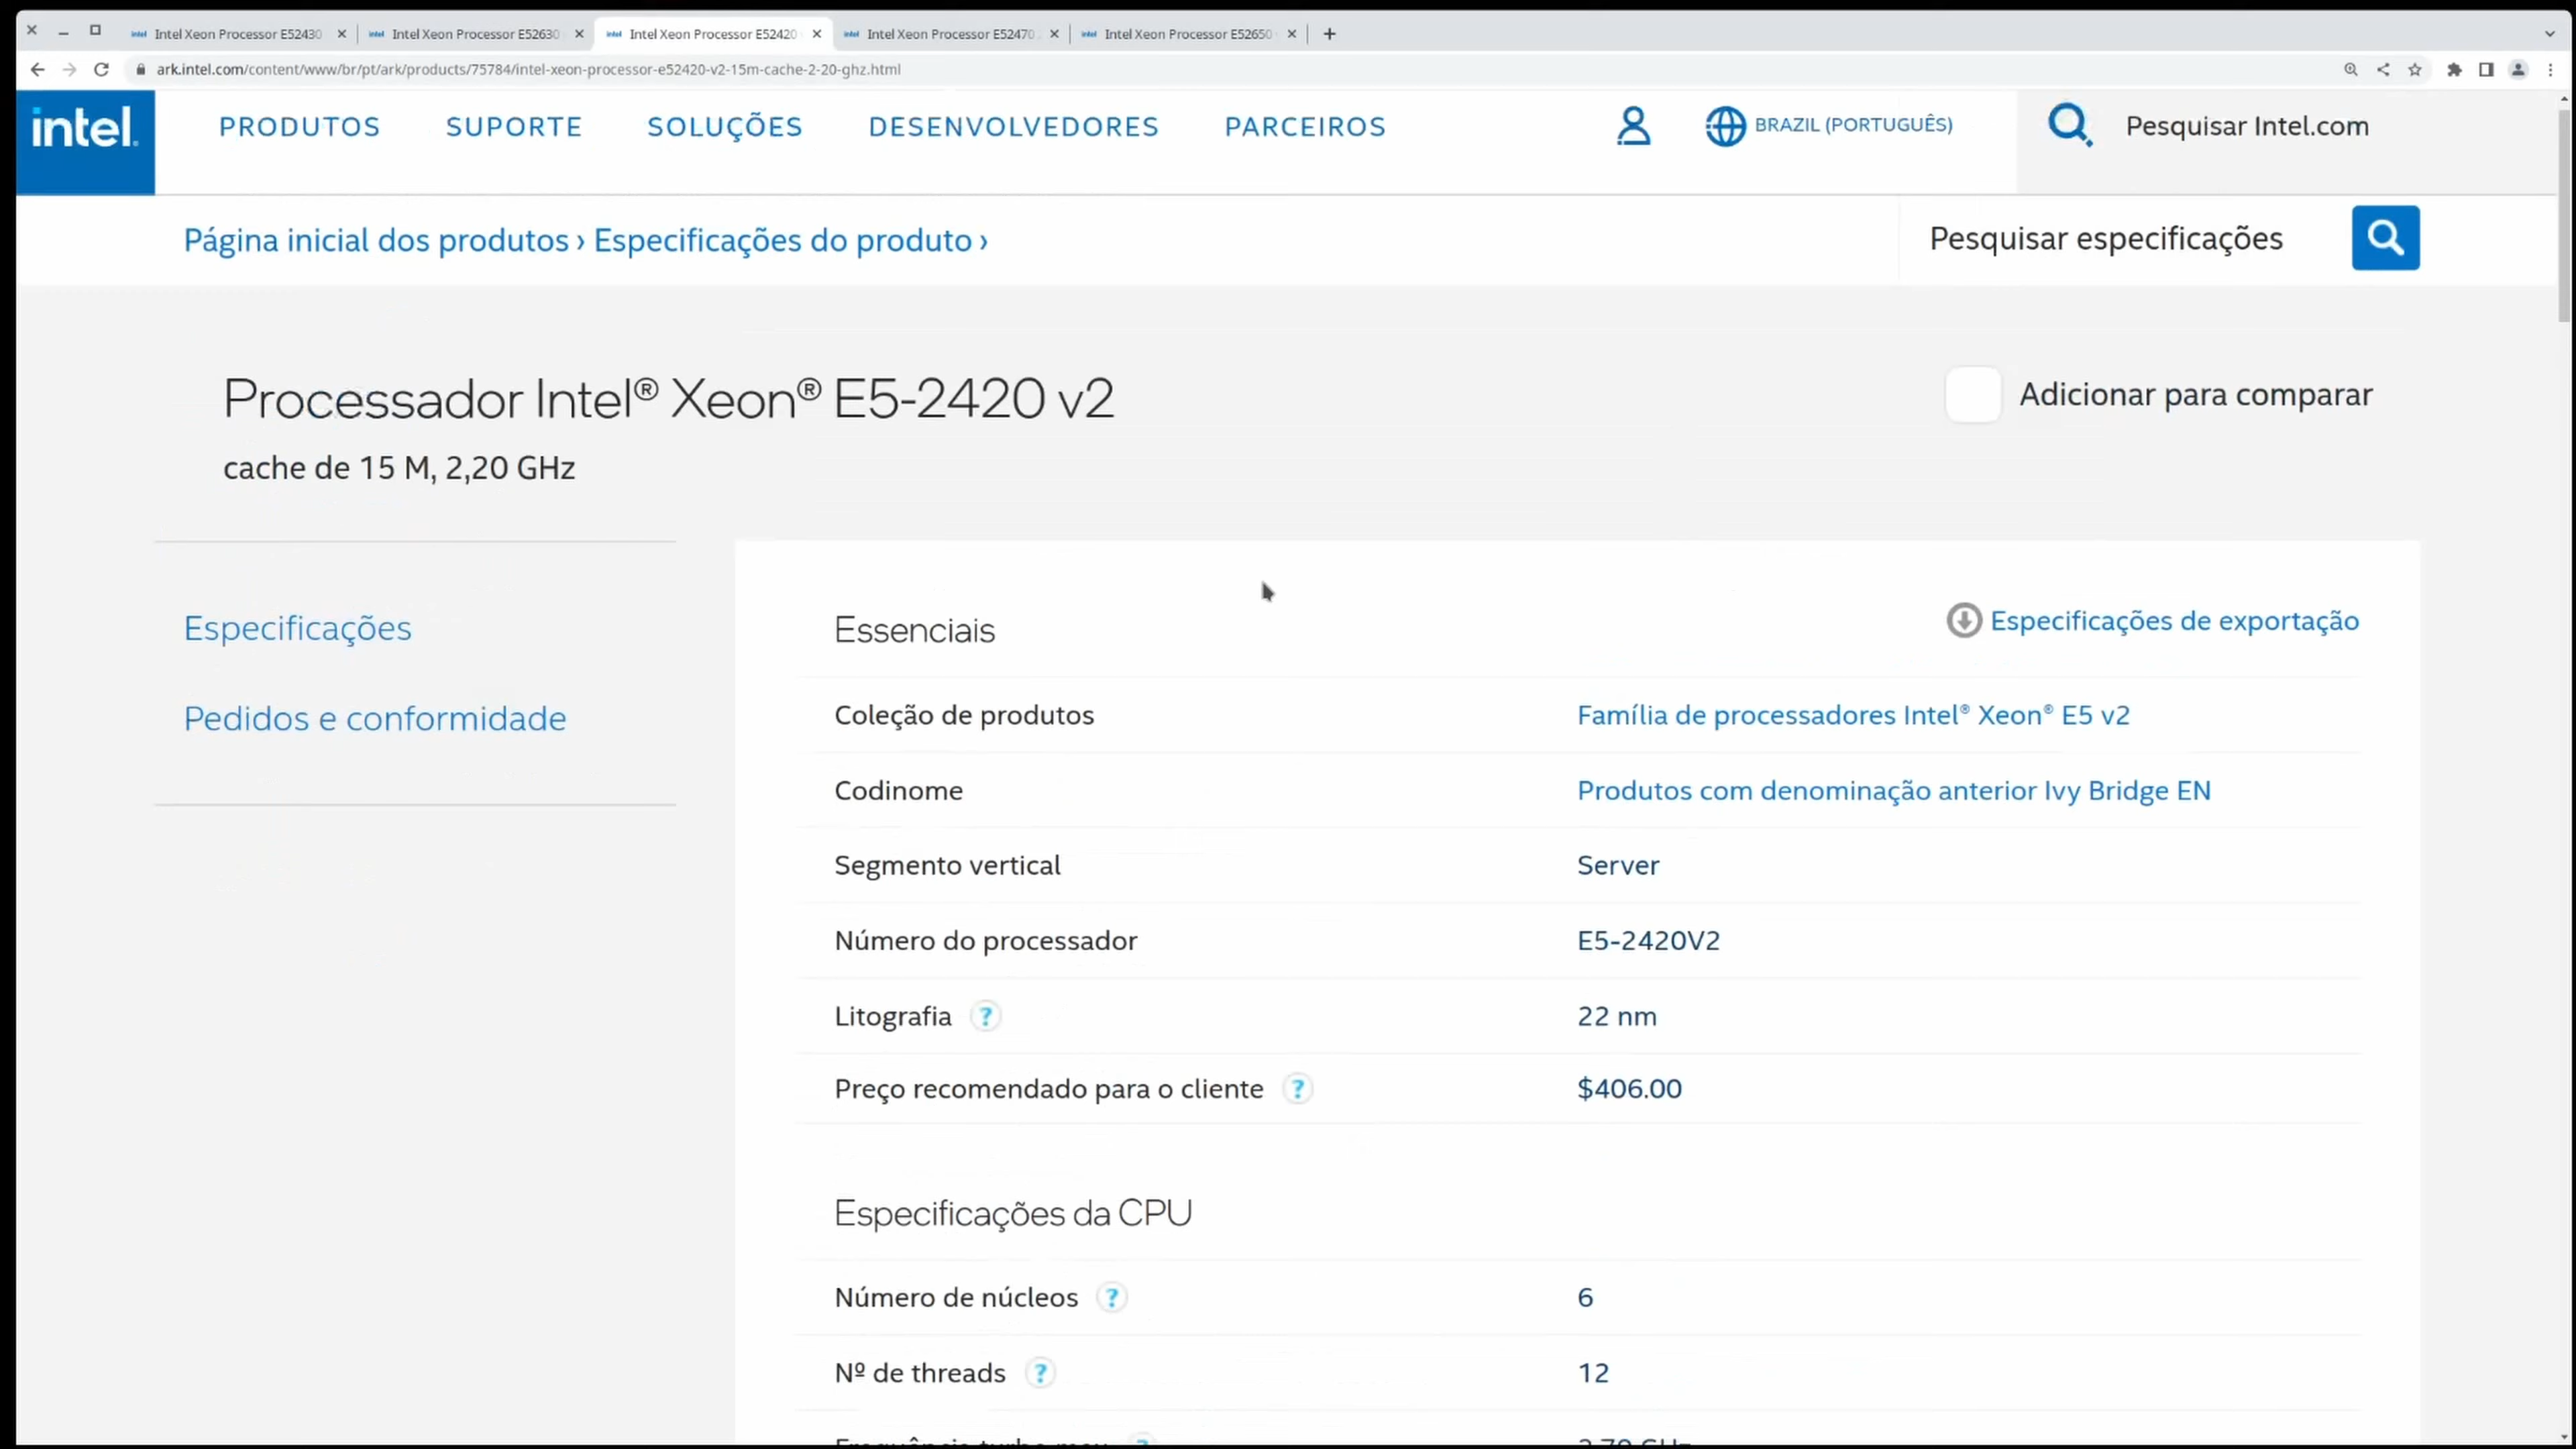 Intel Xeon Processor E52430
Intel Xeon Processor E52630
Intel Xeon Processor E52420
Intel Xeon Processor E52470
Intel Xeon Processor E52650
ark.intel.com/content/www/br/pt/ark/products/75784/intel-xeon-processor-e52420-v2-15m-cache-2-20-ghz.html
intel.
PRODUTOS
SUPORTE
SOLUÇÕES
DESENVOLVEDORES
PARCEIROS
BRAZIL (PORTUGUÊS)
Pesquisar Intel.com
Página inicial dos produtos › Especificações do produto ›
Pesquisar especificações
Processador Intel® Xeon® E5-2420 v2
Adicionar para comparar
cache de 15 M, 2,20 GHz
Especificações
Pedidos e conformidade
Essenciais
Especificações de exportação
Coleção de produtos
Família de processadores Intel® Xeon® E5 v2
Codinome
Produtos com denominação anterior Ivy Bridge EN
Segmento vertical
Server
Número do processador
E5-2420V2
Litografia ?
22 nm
Preço recomendado para o cliente ?
$406.00
Especificações da CPU
Número de núcleos ?
6
Nº de threads ?
12